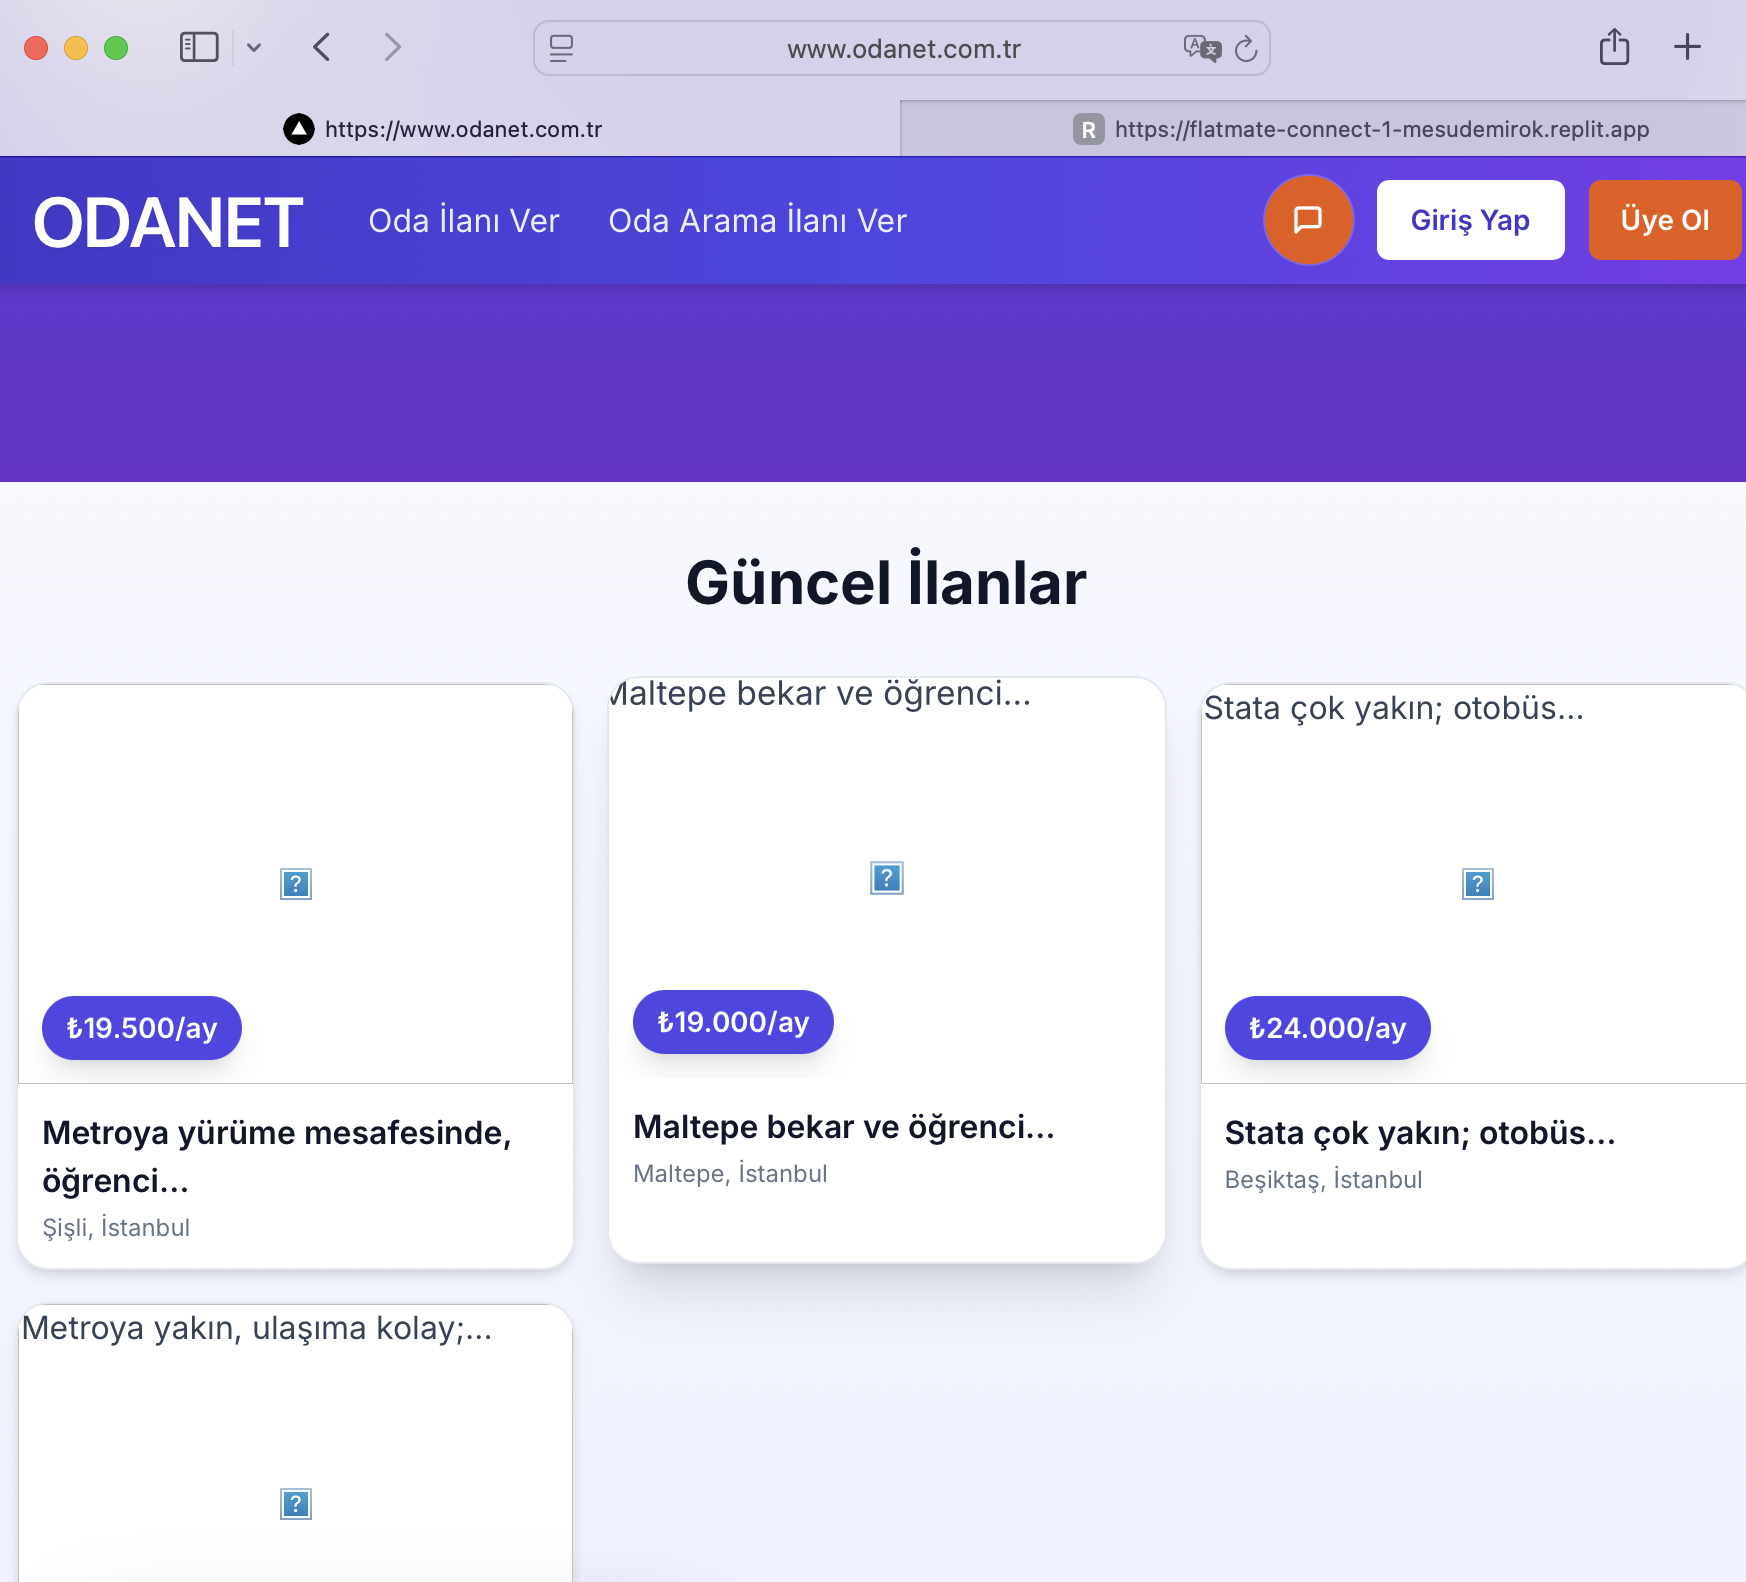 www.odanet.com.tr
https://www.odanet.com.tr
R https://flatmate-connect-1-mesudemirok.replit.app
ODANET
Oda İlanı Ver
Oda Arama İlanı Ver
Giriş Yap
Üye Ol
Güncel İlanlar
₺19.500/ay
Metroya yürüme mesafesinde,
öğrenci...
Şişli, İstanbul
Maltepe bekar ve öğrenci...
₺19.000/ay
Maltepe bekar ve öğrenci...
Maltepe, İstanbul
Stata çok yakın; otobüs...
₺24.000/ay
Stata çok yakın; otobüs...
Beşiktaş, İstanbul
Metroya yakın, ulaşıma kolay;...